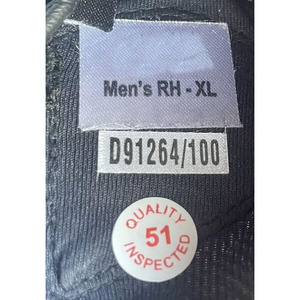 Men's RH - XL
D91264/100
QUALITY
51
INSPECTED